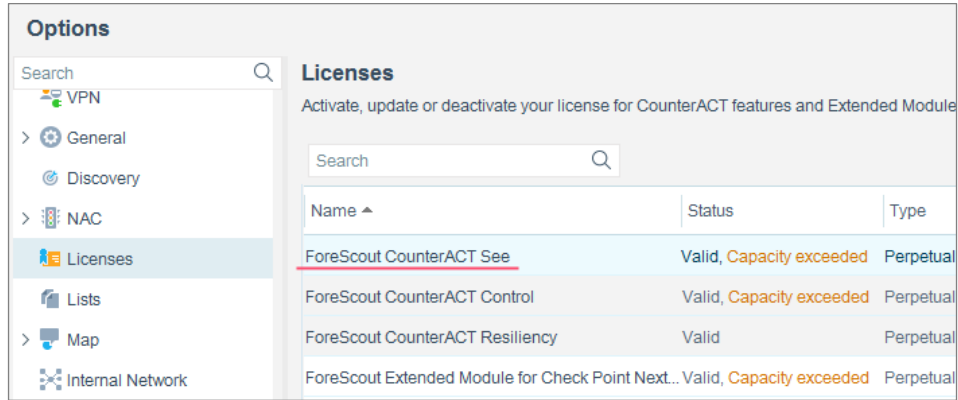 Options
Search
VPN
General
Discovery
NAC
Licenses
Lists
Map
Internal Network
Licenses
Activate, update or deactivate your license for CounterACT features and Extended Module
Search
Name Status Type
ForeScout CounterACT See Valid, Capacity exceeded Perpetual
ForeScout CounterACT Control Valid, Capacity exceeded Perpetual
ForeScout CounterACT Resiliency Valid Perpetual
ForeScout Extended Module for Check Point Next... Valid, Capacity exceeded Perpetual